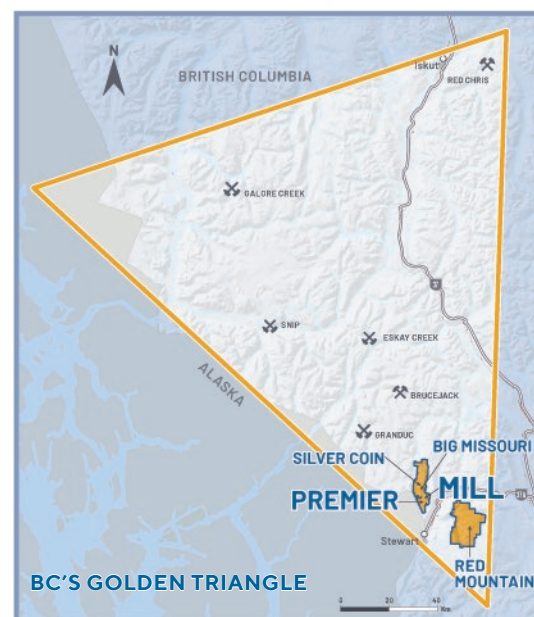 N
BRITISH COLUMBIA
Iskut
RED CHRIS
GALORE CREEK
SNIP
ESKAY CREEK
ALASKA
BRUCEJACK
GRANDUC
BIG MISSOURI
SILVER COIN
MILL
PREMIER
Stewart
RED
MOUNTAIN
BC'S GOLDEN TRIANGLE
0 20 40
Km